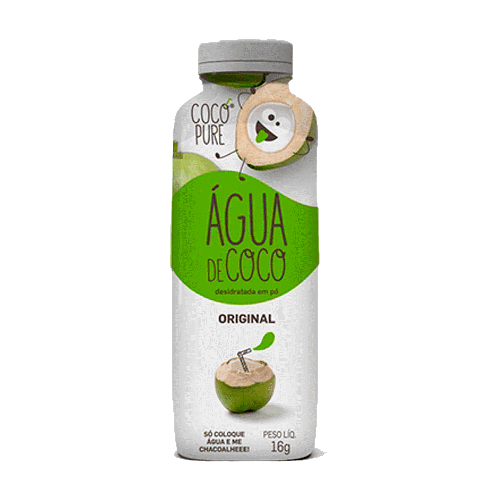 COCO
PURE
ÁGUA
DE COCO
desidratada em pó
ORIGINAL
SÓ COLOQUE
ÁGUA E ME
CHACOALHEEE!
PESO LÍQ.
16g